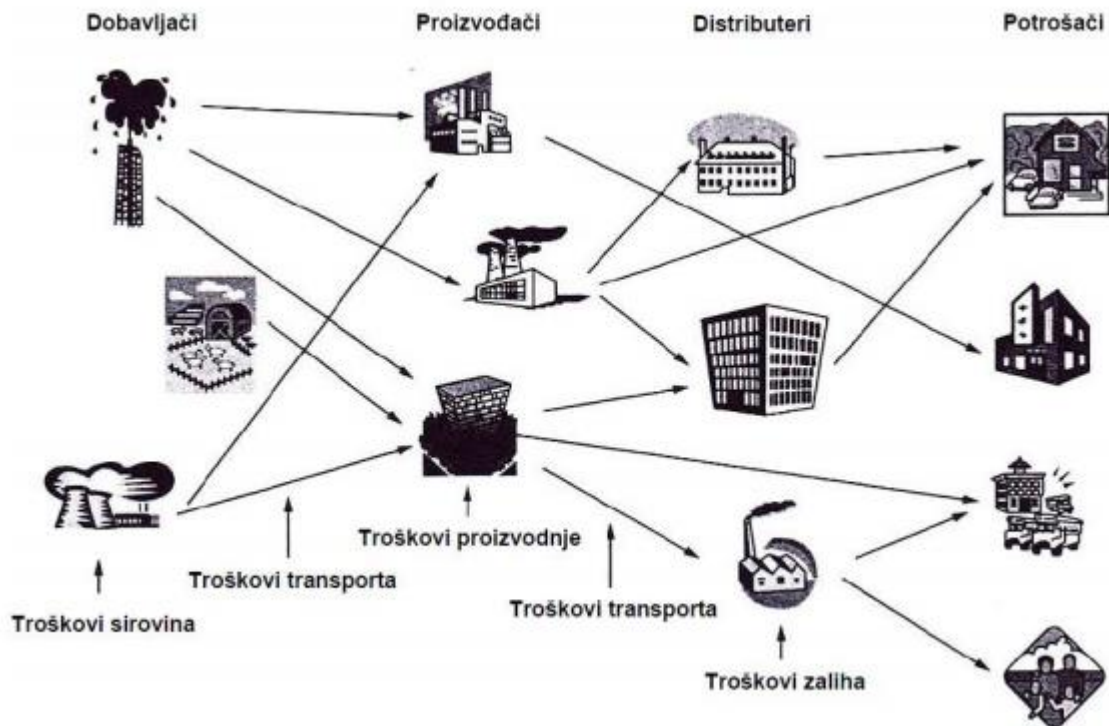 Dobavljači
Proizvođači
Distributeri
Potrošači
Troškovi proizvodnje
Troškovi transporta
Troškovi transporta
Troškovi sirovina
Troškovi zaliha